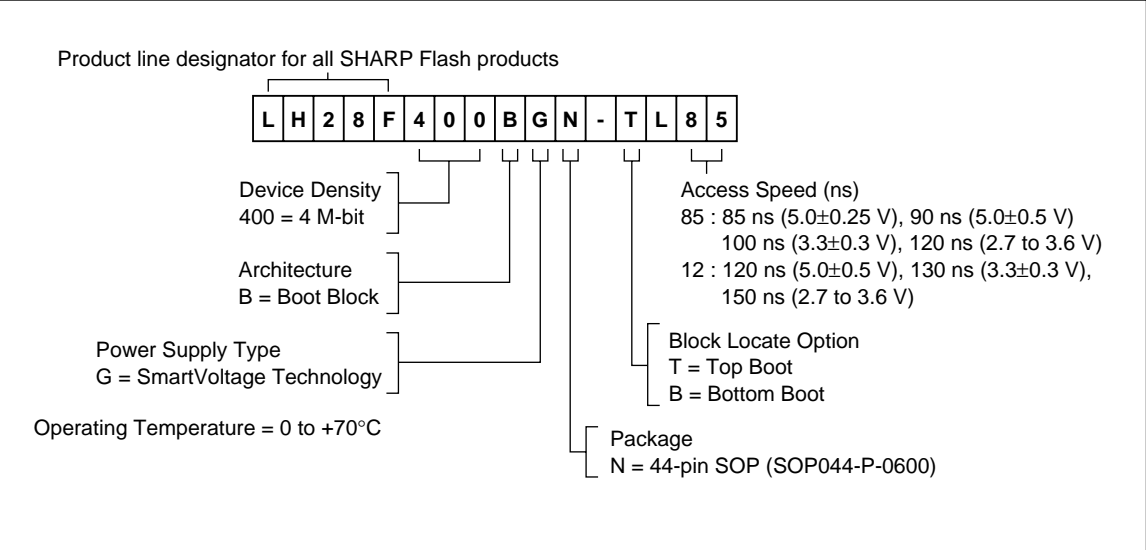 Product line designator for all SHARP Flash products
L H 2 8 F 4 0 0 B G N - T L 8 5
Device Density
400 = 4 M-bit
Architecture
B = Boot Block
Power Supply Type
G = SmartVoltage Technology
Operating Temperature = 0 to +70°C
Access Speed (ns)
85 : 85 ns (5.0±0.25 V), 90 ns (5.0±0.5 V)
100 ns (3.3±0.3 V), 120 ns (2.7 to 3.6 V)
12 : 120 ns (5.0±0.5 V), 130 ns (3.3±0.3 V),
150 ns (2.7 to 3.6 V)
Block Locate Option
T = Top Boot
B = Bottom Boot
Package
N = 44-pin SOP (SOP044-P-0600)